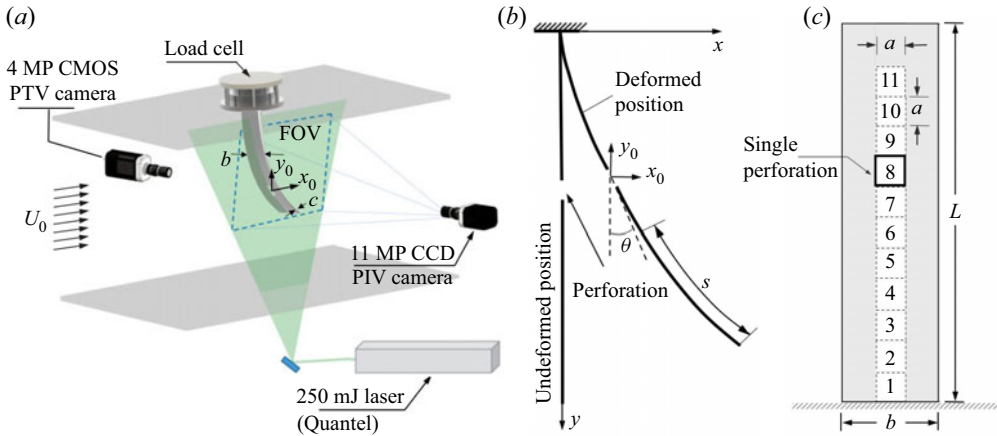 (a)
Load cell
4 MP CMOS
PTV camera
FOV
b
y0
x0
c
U0
11 MP CCD
PIV camera
250 mJ laser
(Quantel)
(b)
x
Deformed
position
y0
x0
θ
s
Perforation
Undeformed position
y
(c)
a
11
10
a
9
Single
perforation
8
7
6
5
4
3
2
1
L
b